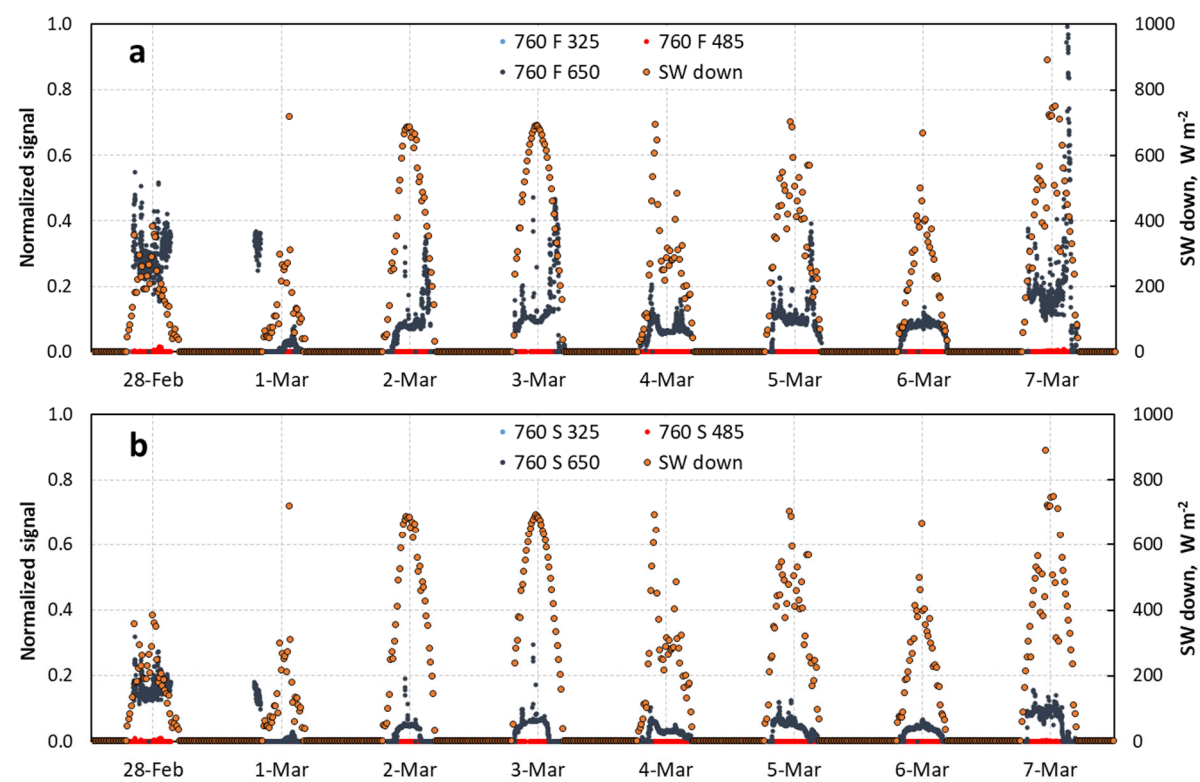 a
760 F 325 760 F 485
760 F 650 SW down
1.0 1000
0.8 800
0.6 600
0.4 400
0.2 200
0.0 0
Normalized signal
SW down, W m-2
28-Feb 1-Mar 2-Mar 3-Mar 4-Mar 5-Mar 6-Mar 7-Mar
b
760 S 325 760 S 485
760 S 650 SW down
1.0 1000
0.8 800
0.6 600
0.4 400
0.2 200
0.0 0
Normalized signal
SW down, W m-2
28-Feb 1-Mar 2-Mar 3-Mar 4-Mar 5-Mar 6-Mar 7-Mar